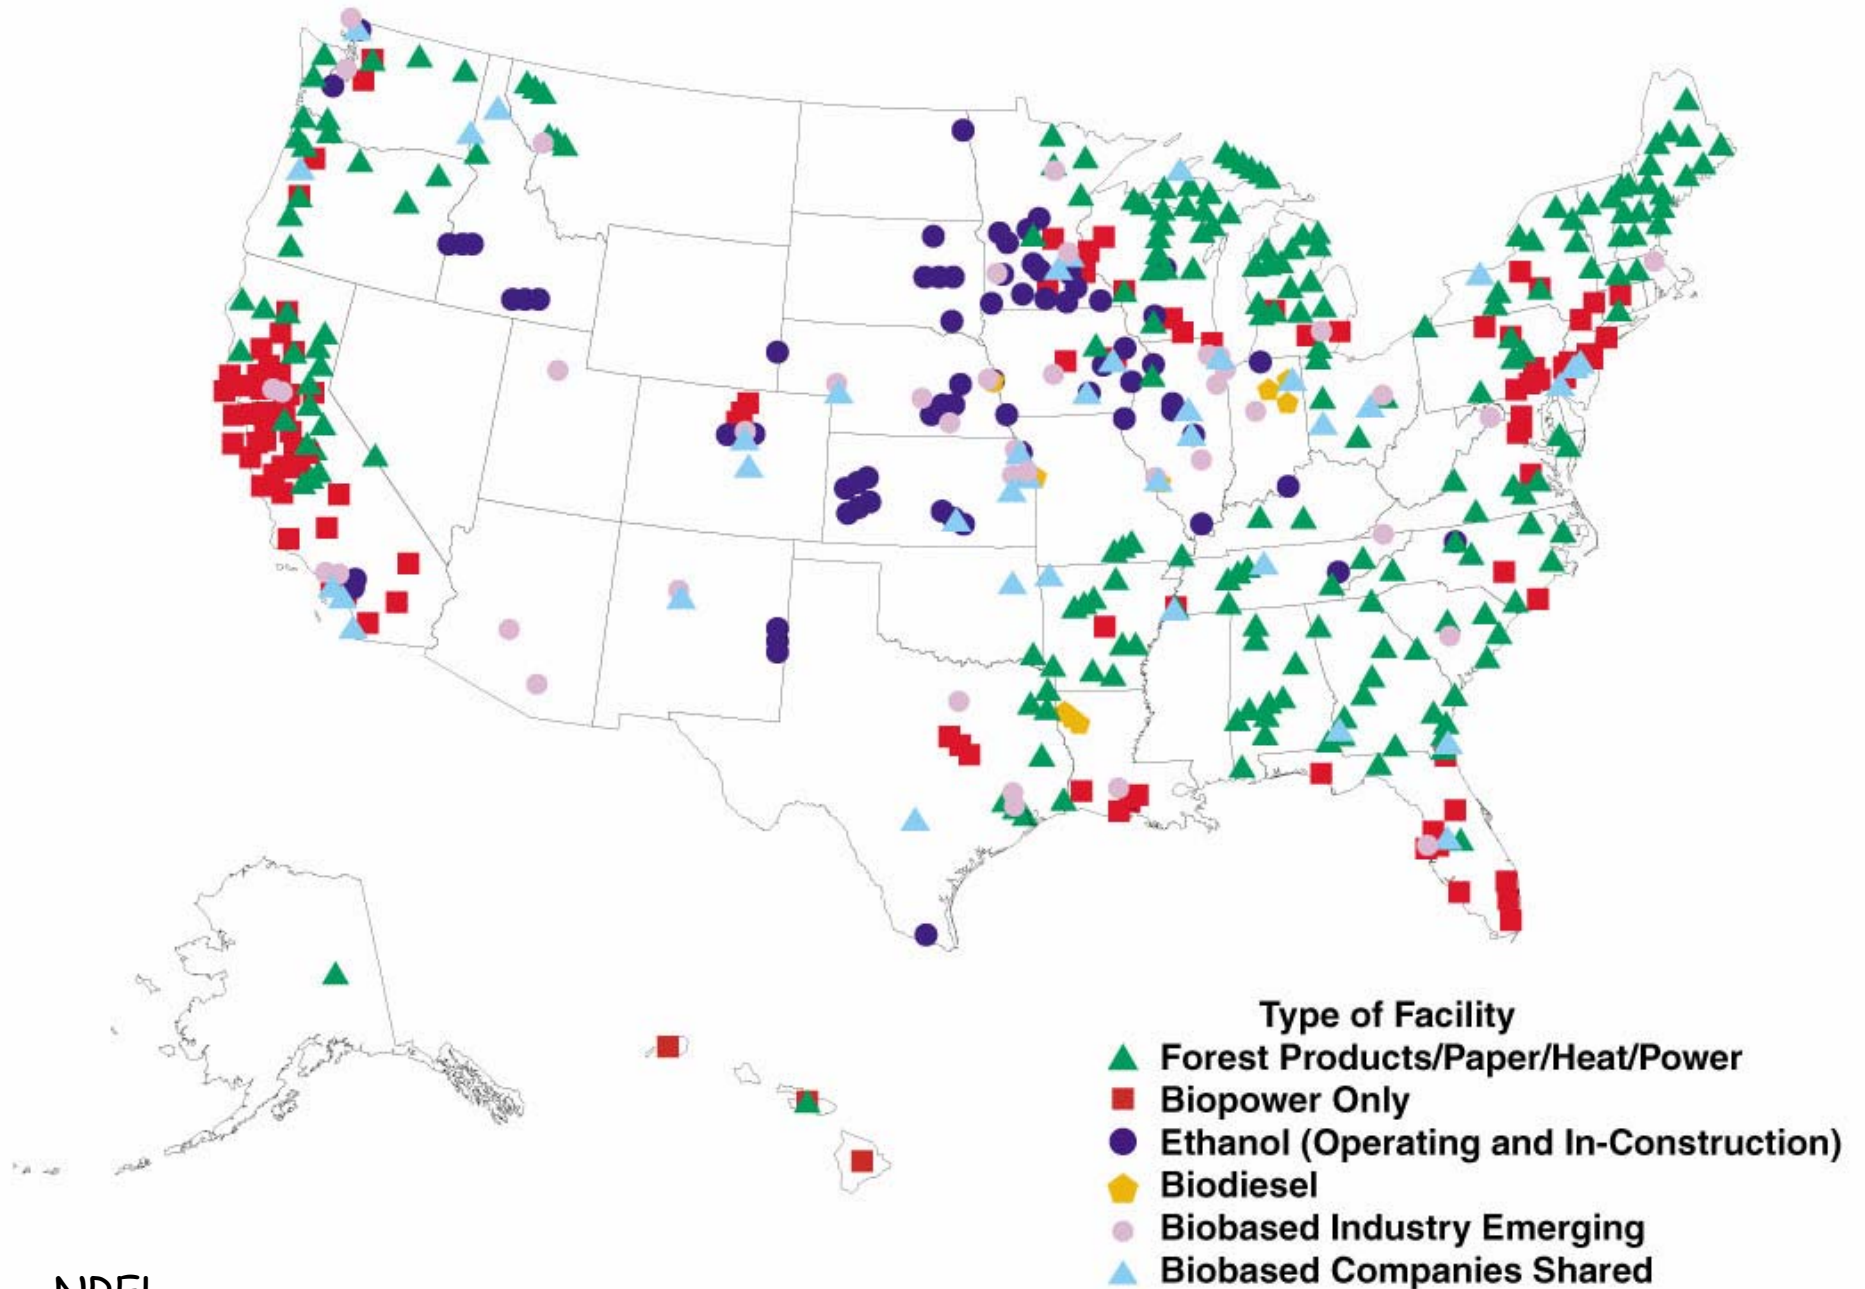 Type of Facility
Forest Products/Paper/Heat/Power
Biopower Only
Ethanol (Operating and In-Construction)
Biodiesel
Biobased Industry Emerging
Biobased Companies Shared